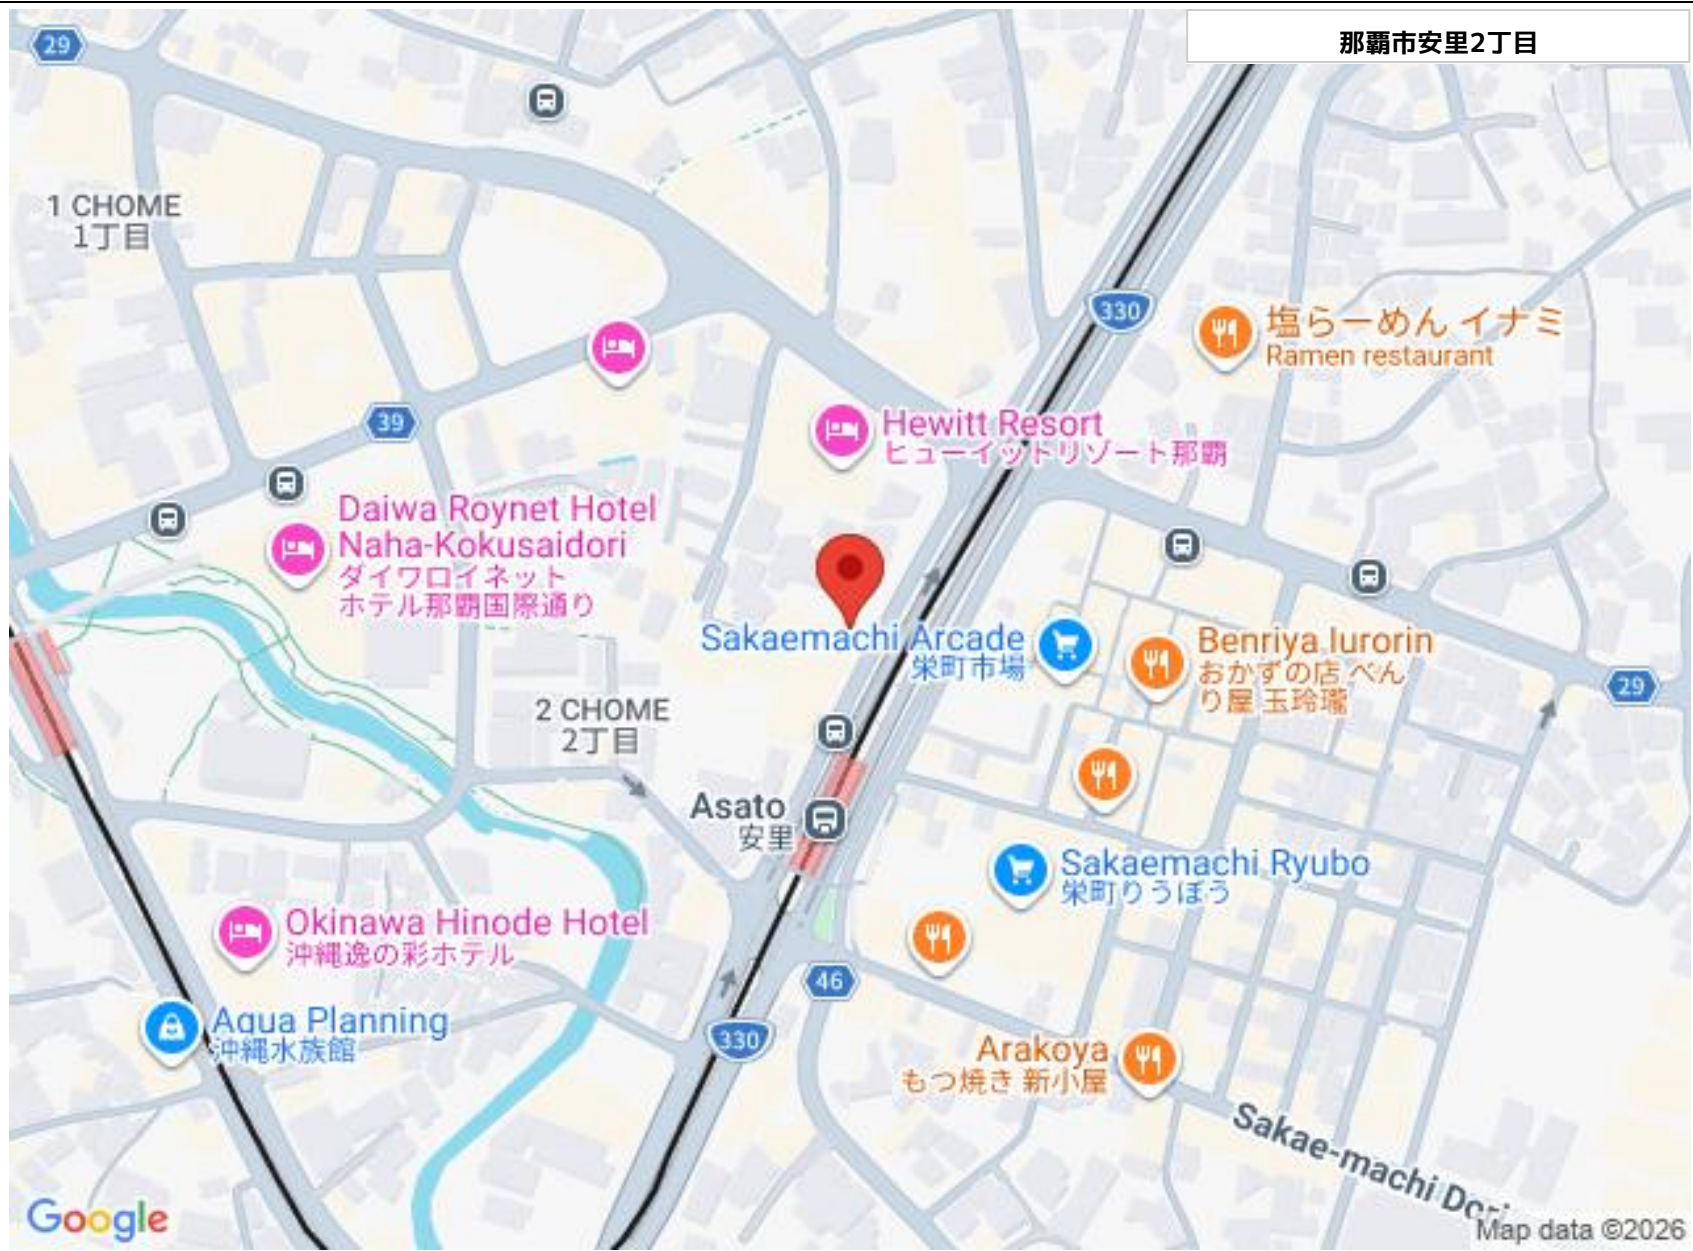 那覇市安里2丁目
29
1 CHOME
1丁目
330
塩らーめん イナミ
Ramen restaurant
39
Hewitt Resort
ヒューイットリゾート那覇
Daiwa Roynet Hotel
Naha-Kokusaidori
ダイワロイネット
ホテル那覇国際通り
Sakaemachi Arcade
栄町市場
Benriya Iurorin
おかずの店 べん
り屋 玉玲瓏
29
2 CHOME
2丁目
Asato
安里
Sakaemachi Ryubo
栄町りうぼう
Okinawa Hinode Hotel
沖縄逸の彩ホテル
46
Aqua Planning
沖縄水族館
330
Arakoya
もつ焼き 新小屋
Sakae-machi Dori
Google
Map data ©2026